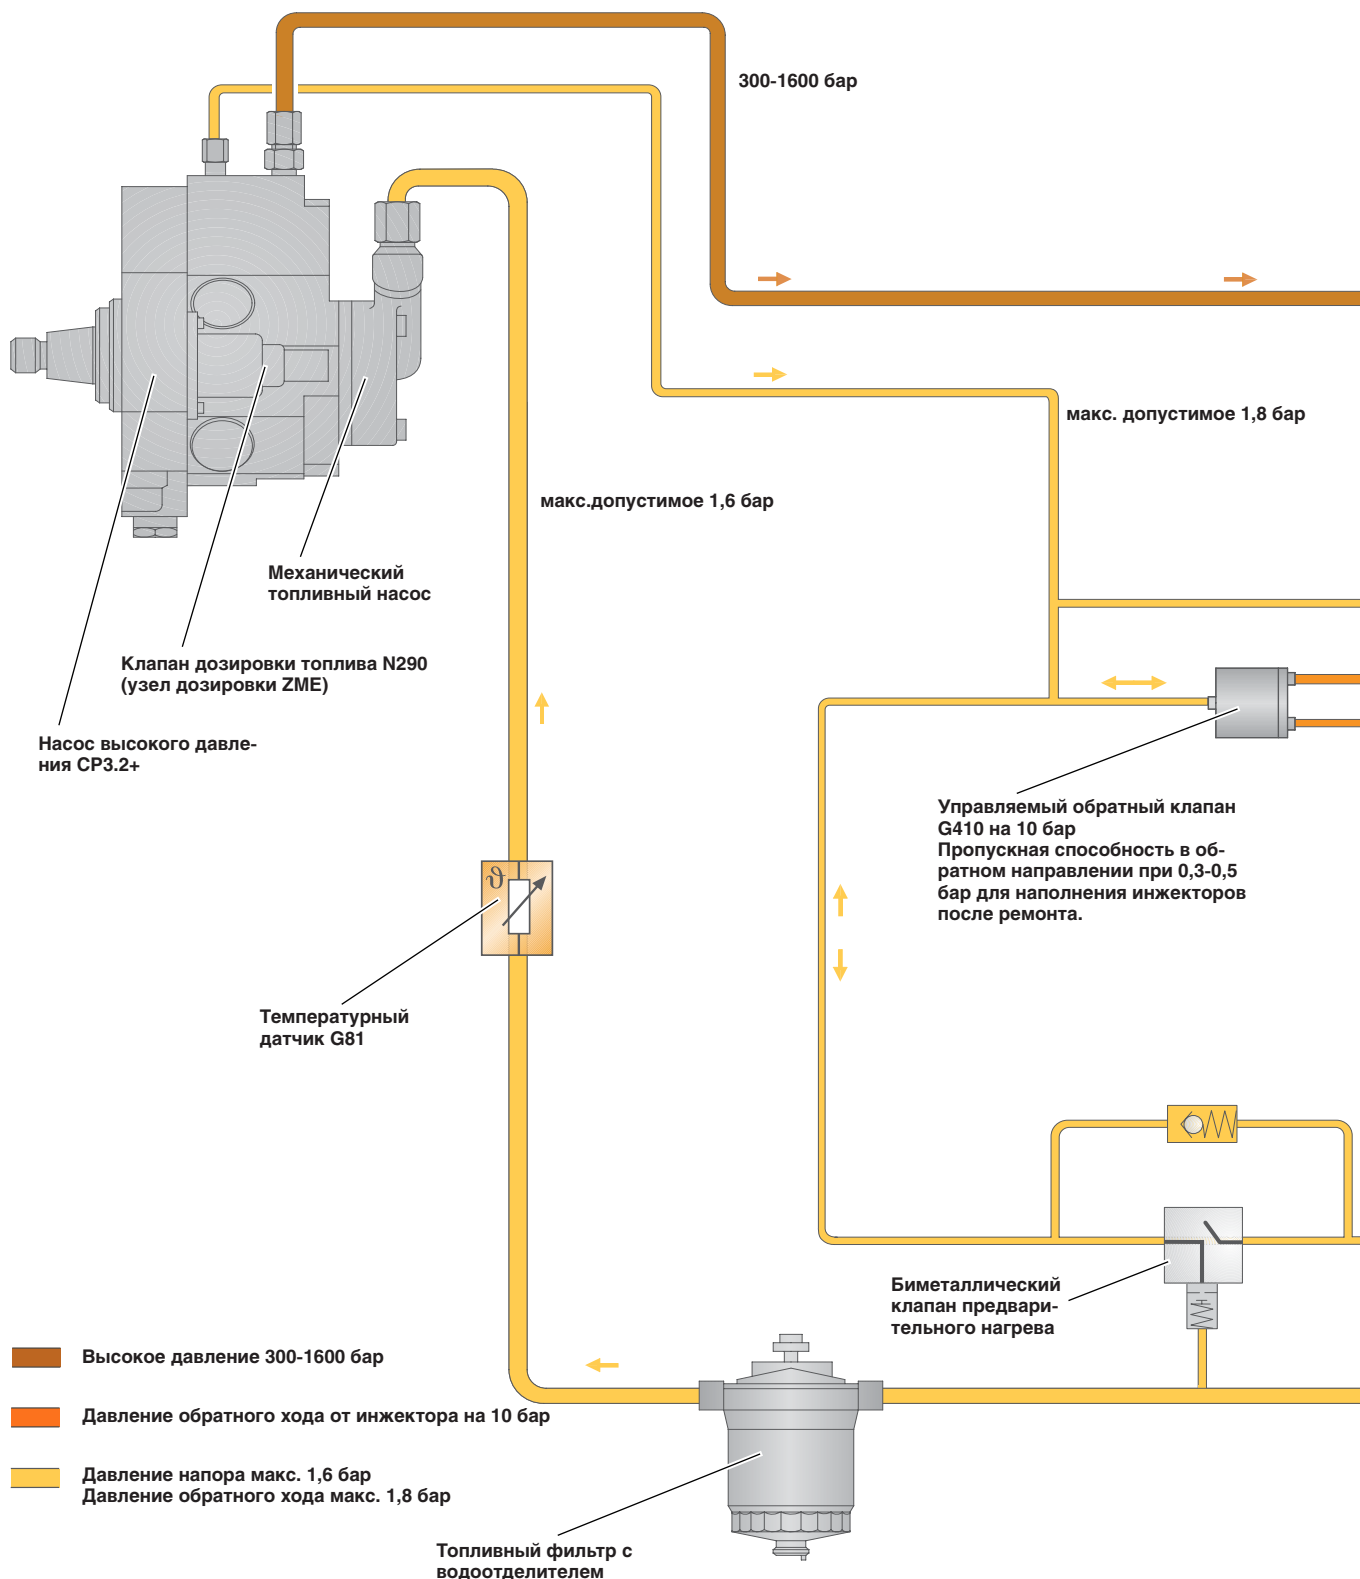 300-1600 бар
макс. допустимое 1,8 бар
макс.допустимое 1,6 бар
Механический
топливный насос
Клапан дозировки топлива N290
(узел дозировки ZME)
Насос высокого давле-
ния CP3.2+
Управляемый обратный клапан
G410 на 10 бар
Пропускная способность в об-
ратном направлении при 0,3-0,5
бар для наполнения инжекторов
после ремонта.
ϑ
Температурный
датчик G81
Биметаллический
клапан предвари-
тельного нагрева
Высокое давление 300-1600 бар
Давление обратного хода от инжектора на 10 бар
Давление напора макс. 1,6 бар
Давление обратного хода макс. 1,8 бар
Топливный фильтр с
водоотделителем